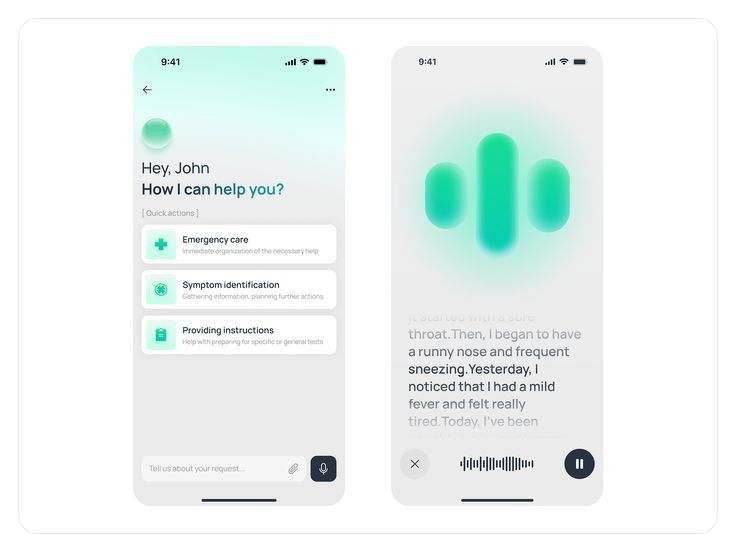 9:41
Hey, John
How I can help you?
[ Quick actions ]
Emergency care
Immediate organization of the necessary help
Symptom identification
Gathering information, planning further actions
Providing instructions
Help with preparing for specific or general tests
Tell us about your request...
9:41
It started with a sore
throat.Then, I began to have
a runny nose and frequent
sneezing.Yesterday, I
noticed that I had a mild
fever and felt really
tired.Today, I've been